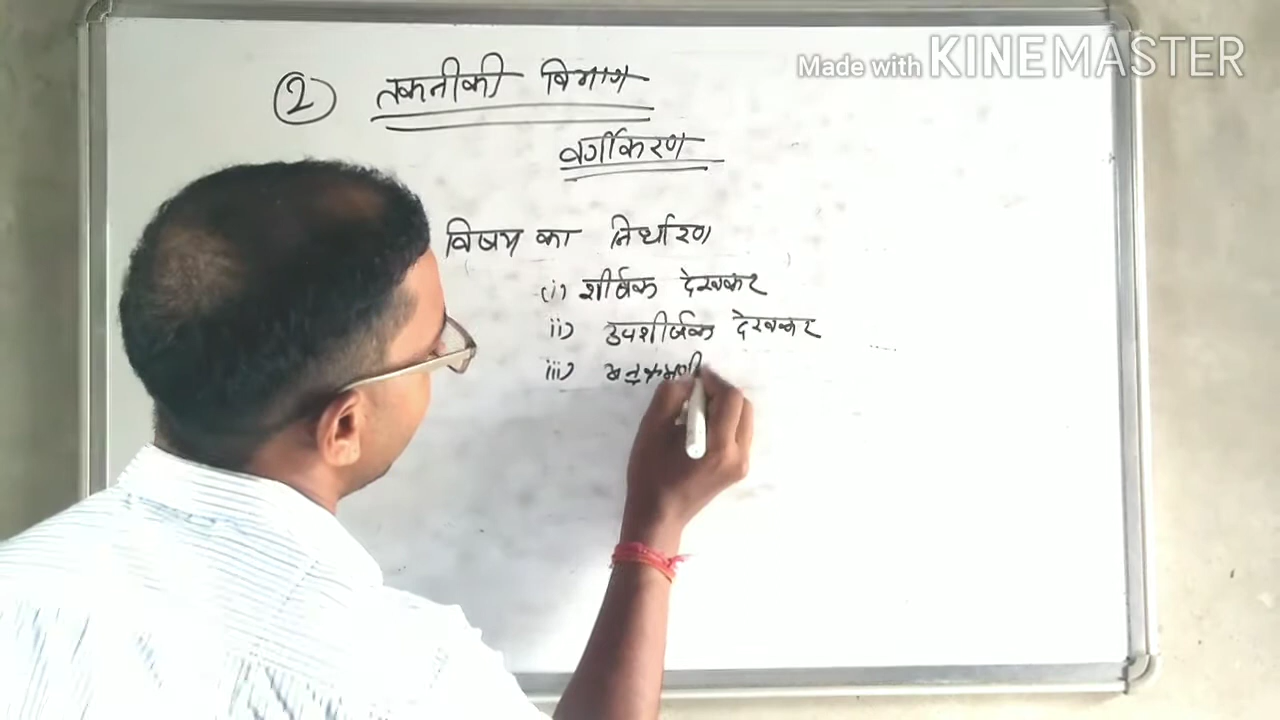 Made with KINEMASTER
2 तकनीकी विभाग
वर्गीकरण
विषय का निर्धारण
(i) शीर्षक देखकर
ii) उपशीर्षक देखकर
iii)